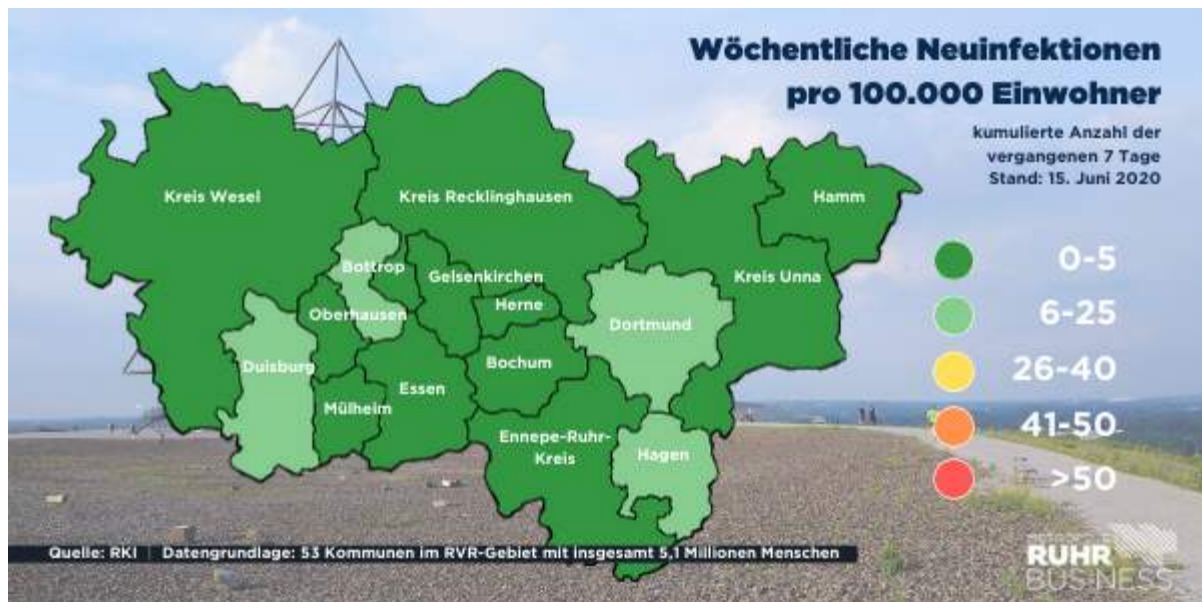 Wöchentliche Neuinfektionen
pro 100.000 Einwohner
kumulierte Anzahl der
vergangenen 7 Tage
Stand: 15. Juni 2020
Kreis Wesel
Kreis Recklinghausen
Hamm
Bottrop
Gelsenkirchen
Kreis Unna
Oberhausen
Herne
Dortmund
Duisburg
Bochum
Essen
Mülheim
Ennepe-Ruhr-
Kreis
Hagen
0-5
6-25
26-40
41-50
>50
Quelle: RKI | Datengrundlage: 53 Kommunen im RVR-Gebiet mit insgesamt 5,1 Millionen Menschen
RUHR
BUSINESS